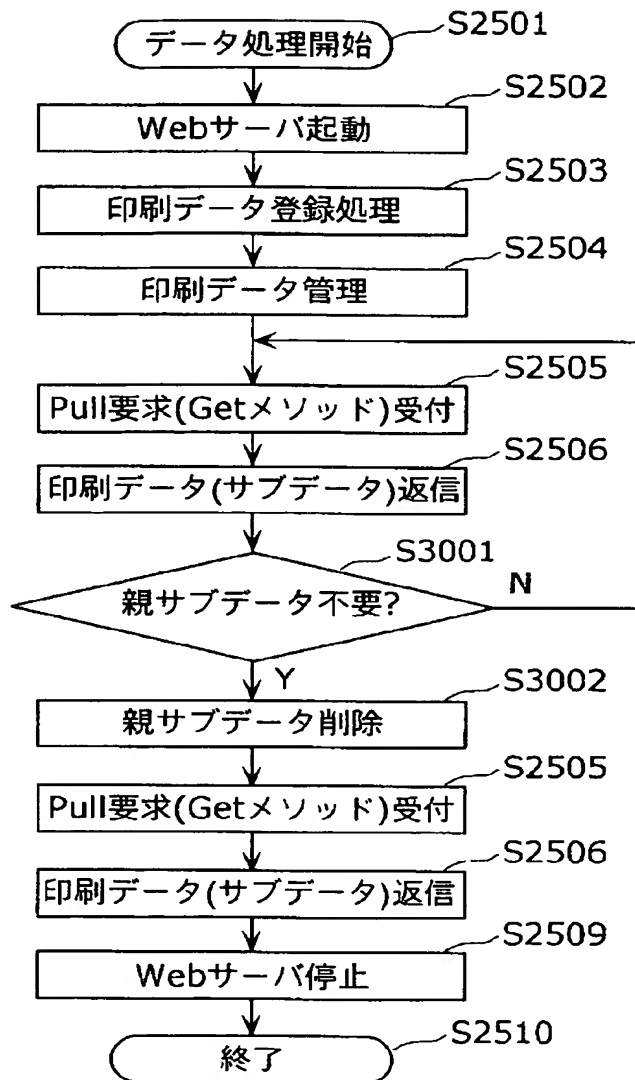 データ処理開始
S2501
S2502
Webサーバ起動
S2503
印刷データ登録処理
S2504
印刷データ管理
S2505
Pull要求(Getメソッド)受付
S2506
印刷データ(サブデータ)返信
S3001
親サブデータ不要?
N
Y
S3002
親サブデータ削除
S2505
Pull要求(Getメソッド)受付
S2506
印刷データ(サブデータ)返信
S2509
Webサーバ停止
S2510
終了